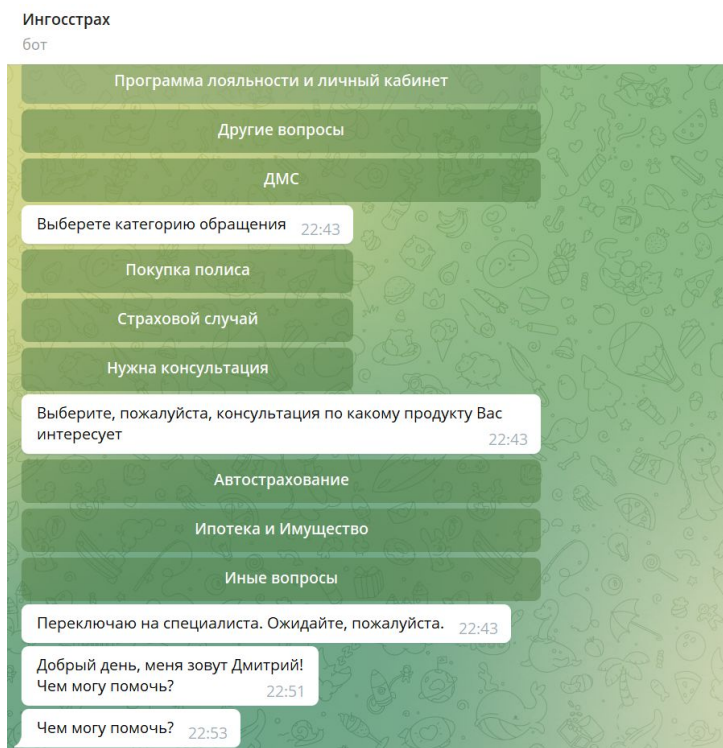 Ингосстрах
бот
Программа лояльности и личный кабинет
Другие вопросы
ДМС
Выберете категорию обращения 22:43
Покупка полиса
Страховой случай
Нужна консультация
Выберите, пожалуйста, консультация по какому продукту Вас
интересует 22:43
Автострахование
Ипотека и Имущество
Иные вопросы
Переключаю на специалиста. Ожидайте, пожалуйста. 22:43
Добрый день, меня зовут Дмитрий!
Чем могу помочь? 22:51
Чем могу помочь? 22:53